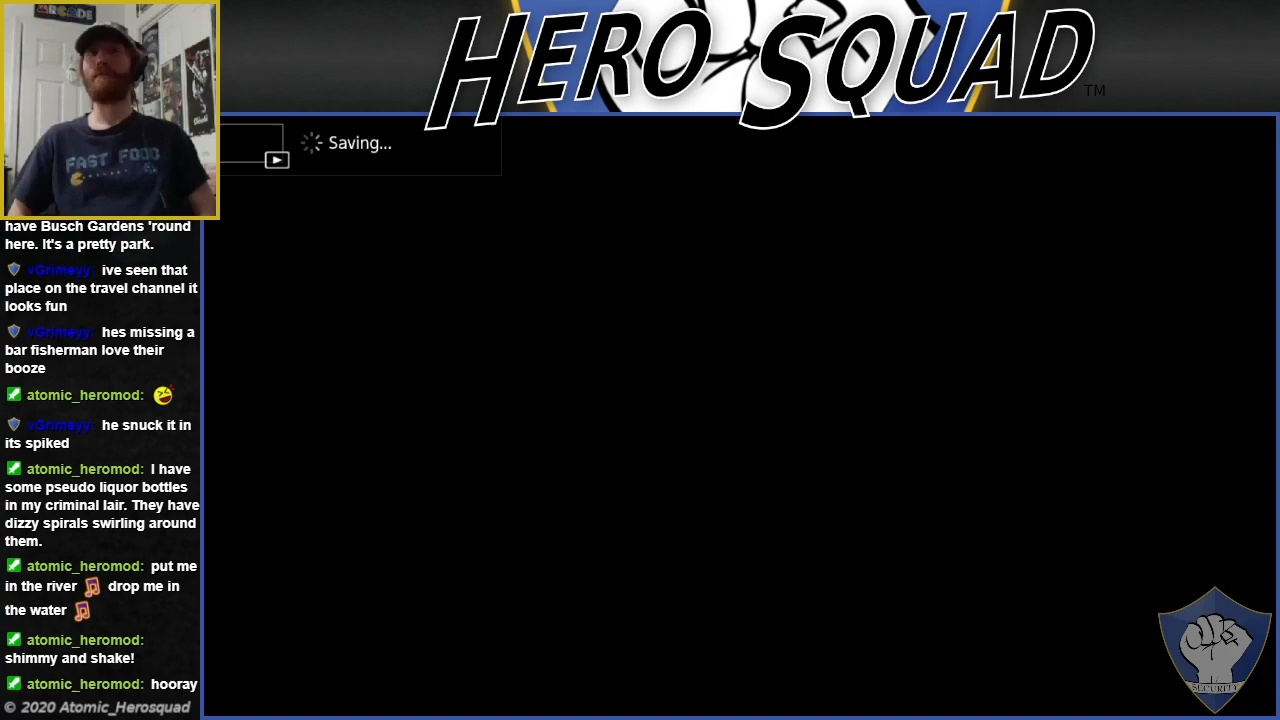 ARCADE
HERO SQUAD
TM
FAST FOOD
Saving...
have Busch Gardens 'round
here. It's a pretty park.
vGrimeyy: ive seen that
place on the travel channel it
looks fun
vGrimeyy: hes missing a
bar fisherman love their
booze
atomic_heromod:
vGrimeyy: he snuck it in
its spiked
atomic_heromod: I have
some pseudo liquor bottles
in my criminal lair. They have
dizzy spirals swirling around
them.
atomic_heromod: put me
in the river drop me in
the water
atomic_heromod:
shimmy and shake!
atomic_heromod: hooray
© 2020 Atomic_Herosquad
SECURITY